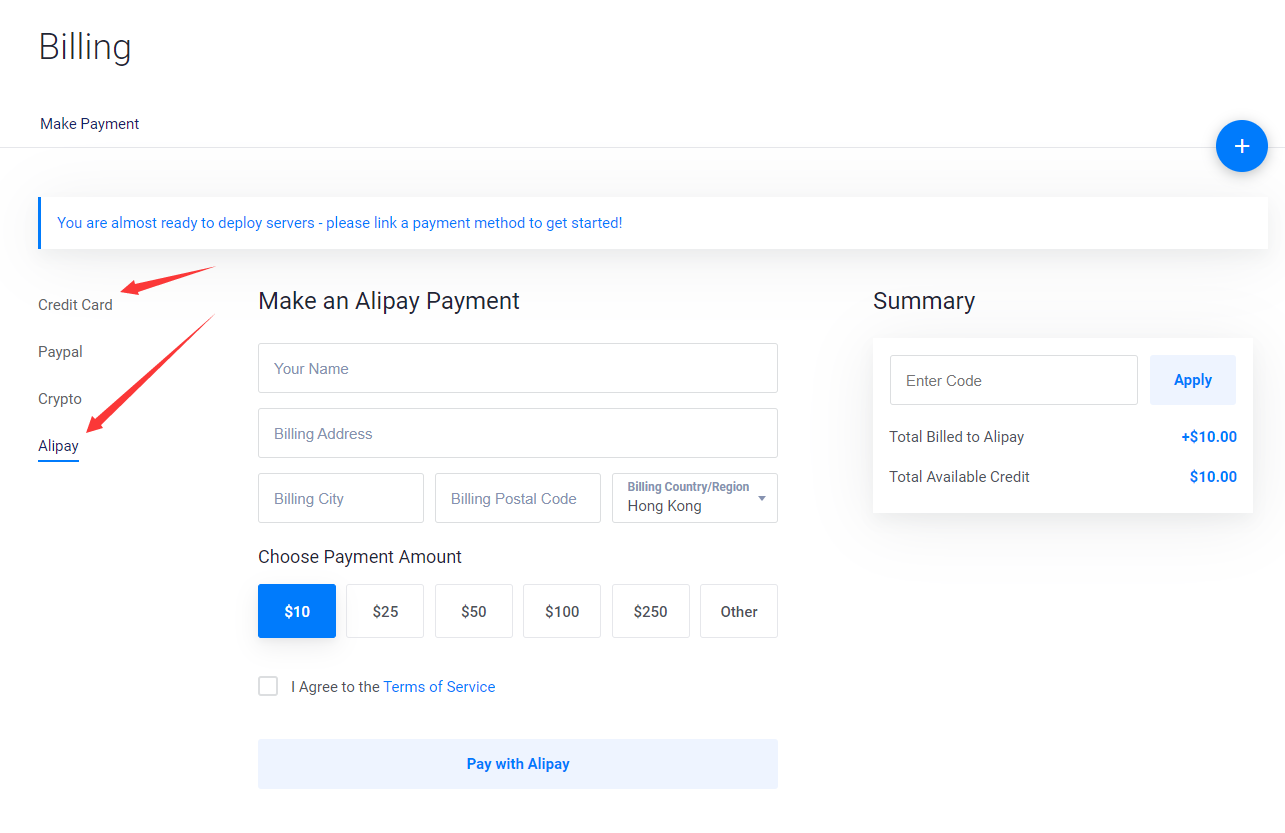 Billing
Make Payment
+
You are almost ready to deploy servers - please link a payment method to get started!
Credit Card
Paypal
Crypto
Alipay
Make an Alipay Payment
Your Name
Billing Address
Billing City
Billing Postal Code
Billing Country/Region
Hong Kong
Choose Payment Amount
$10
$25
$50
$100
$250
Other
I Agree to the Terms of Service
Pay with Alipay
Summary
Enter Code
Apply
Total Billed to Alipay +$10.00
Total Available Credit $10.00